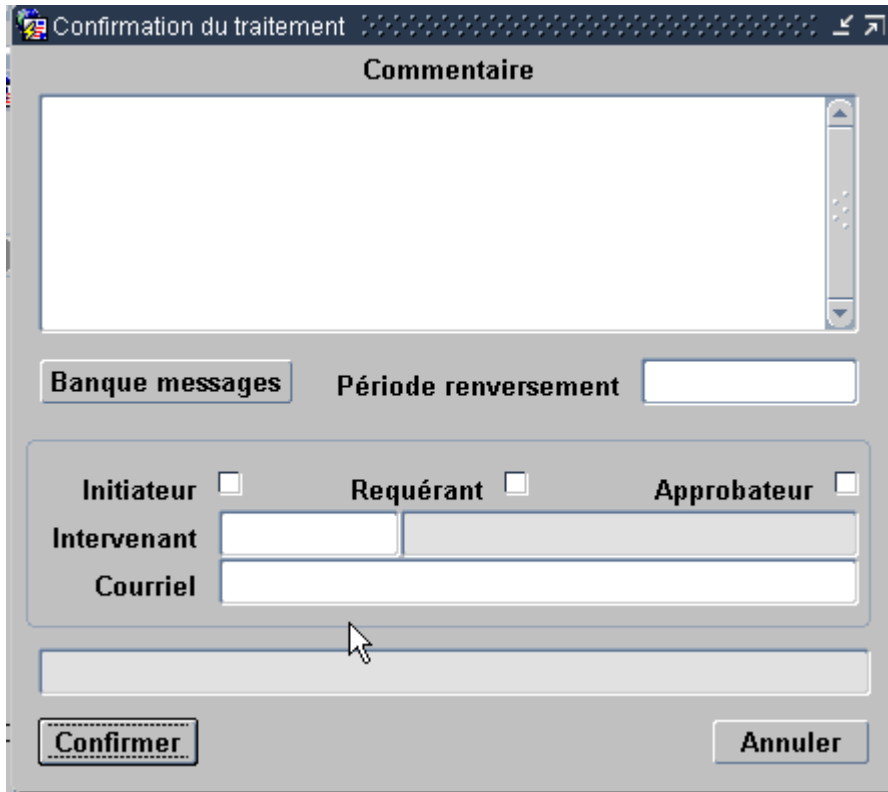 Confirmation du traitement
Commentaire
Banque messages Période renversement
Initiateur Requérant Approbateur
Intervenant
Courriel
Confirmer Annuler